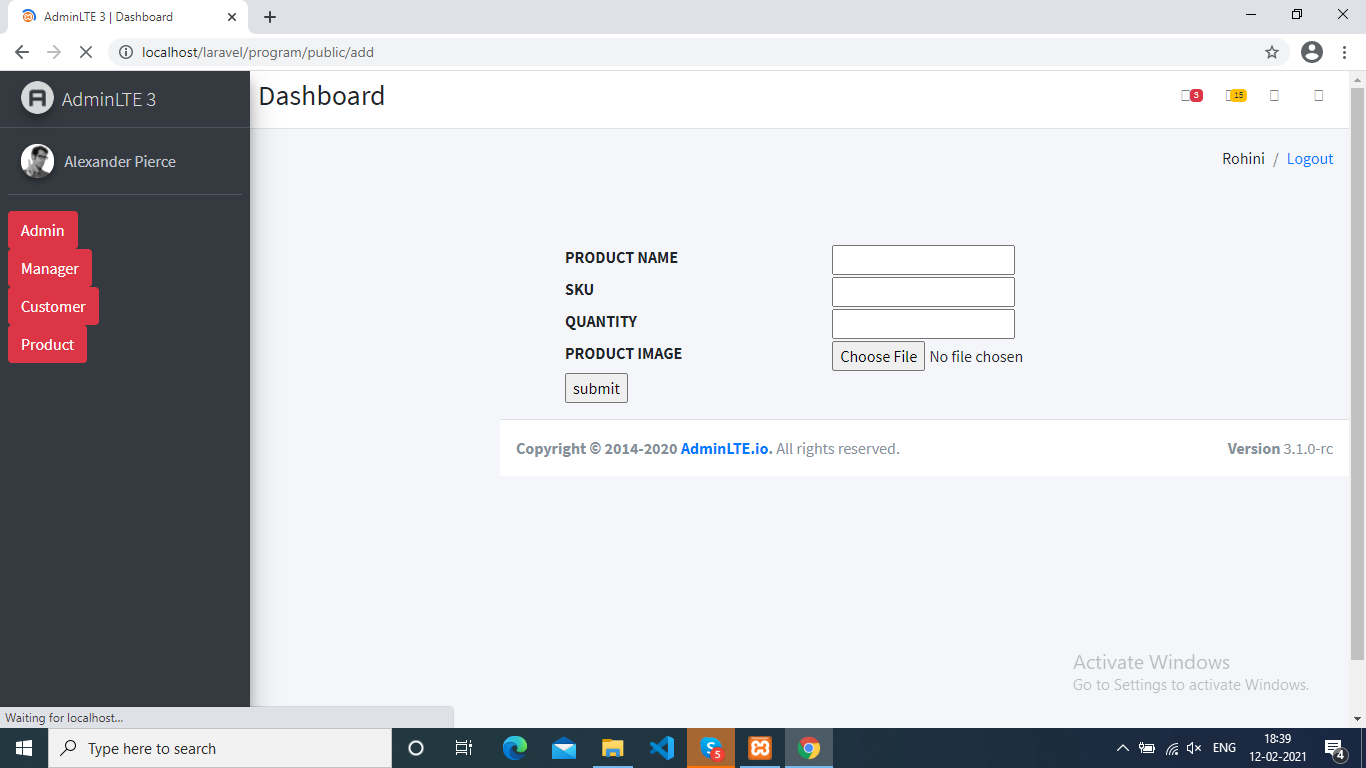 AdminLTE 3 | Dashboard
localhost/laravel/program/public/add
AdminLTE 3
Dashboard
3
15
Alexander Pierce
Rohini / Logout
Admin
Manager
Customer
Product
PRODUCT NAME
SKU
QUANTITY
PRODUCT IMAGE
Choose File No file chosen
submit
Copyright © 2014-2020 AdminLTE.io. All rights reserved.
Version 3.1.0-rc
Activate Windows
Go to Settings to activate Windows.
Waiting for localhost...
Type here to search
5
ENG
18:39
12-02-2021
4